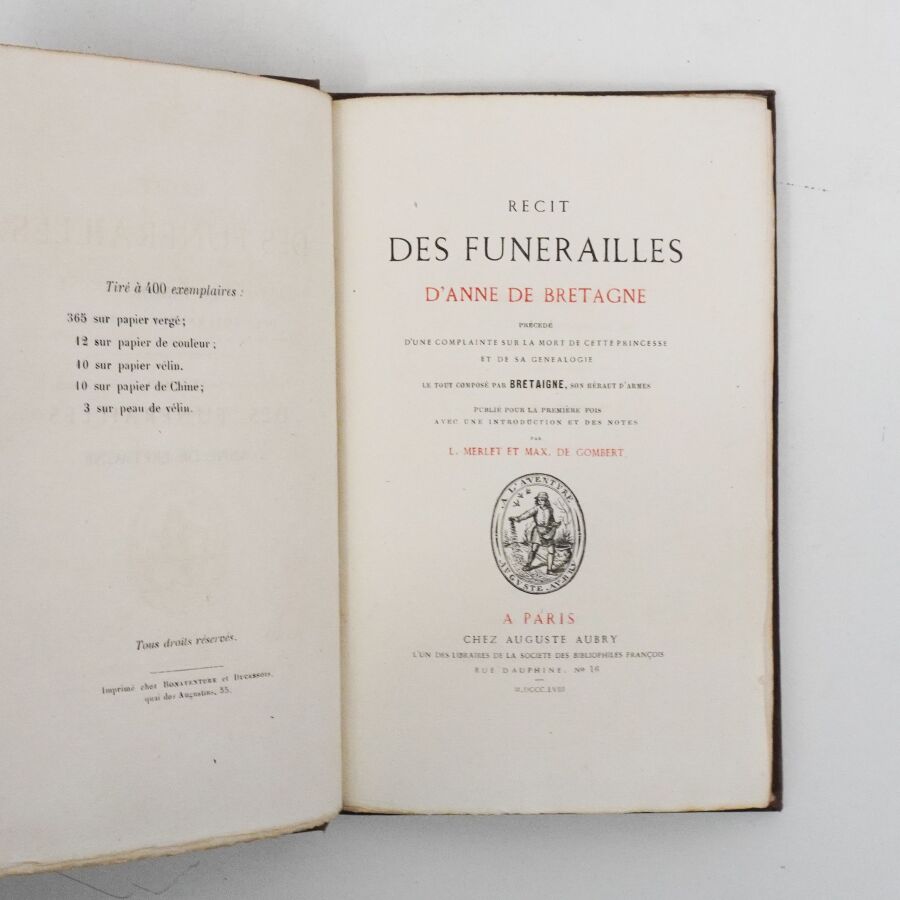 Tiré à 400 exemplaires :
365 sur papier vergé;
12 sur papier de couleur;
10 sur papier vélin.
10 sur papier de Chine;
3 sur peau de vélin.
Tous droits réservés.
Imprimé chez BONAVENTURE et DUCESSOIS,
quai des Augustins, 55.
RECIT
DES FUNERAILLES
D'ANNE DE BRETAGNE
PRÉCÉDÉ
D'UNE COMPLAINTE SUR LA MORT DE CETTE PRINCESSE
ET DE SA GENEALOGIE
LE TOUT COMPOSÉ PAR BRETAIGNE, SON HÉRAUT D'ARMES
PUBLIÉ POUR LA PREMIÈRE FOIS
AVEC UNE INTRODUCTION ET DES NOTES
PAR
L. MERLET ET MAX. DE GOMBERT
A L'AVENTVRE
AVGVSTE AVBRY
A PARIS
CHEZ AUGUSTE AUBRY
L'UN DES LIBRAIRES DE LA SOCIETE DES BIBLIOPHILES FRANÇOIS
RUE DAUPHINE, No 16
M.DCCC.LVIII